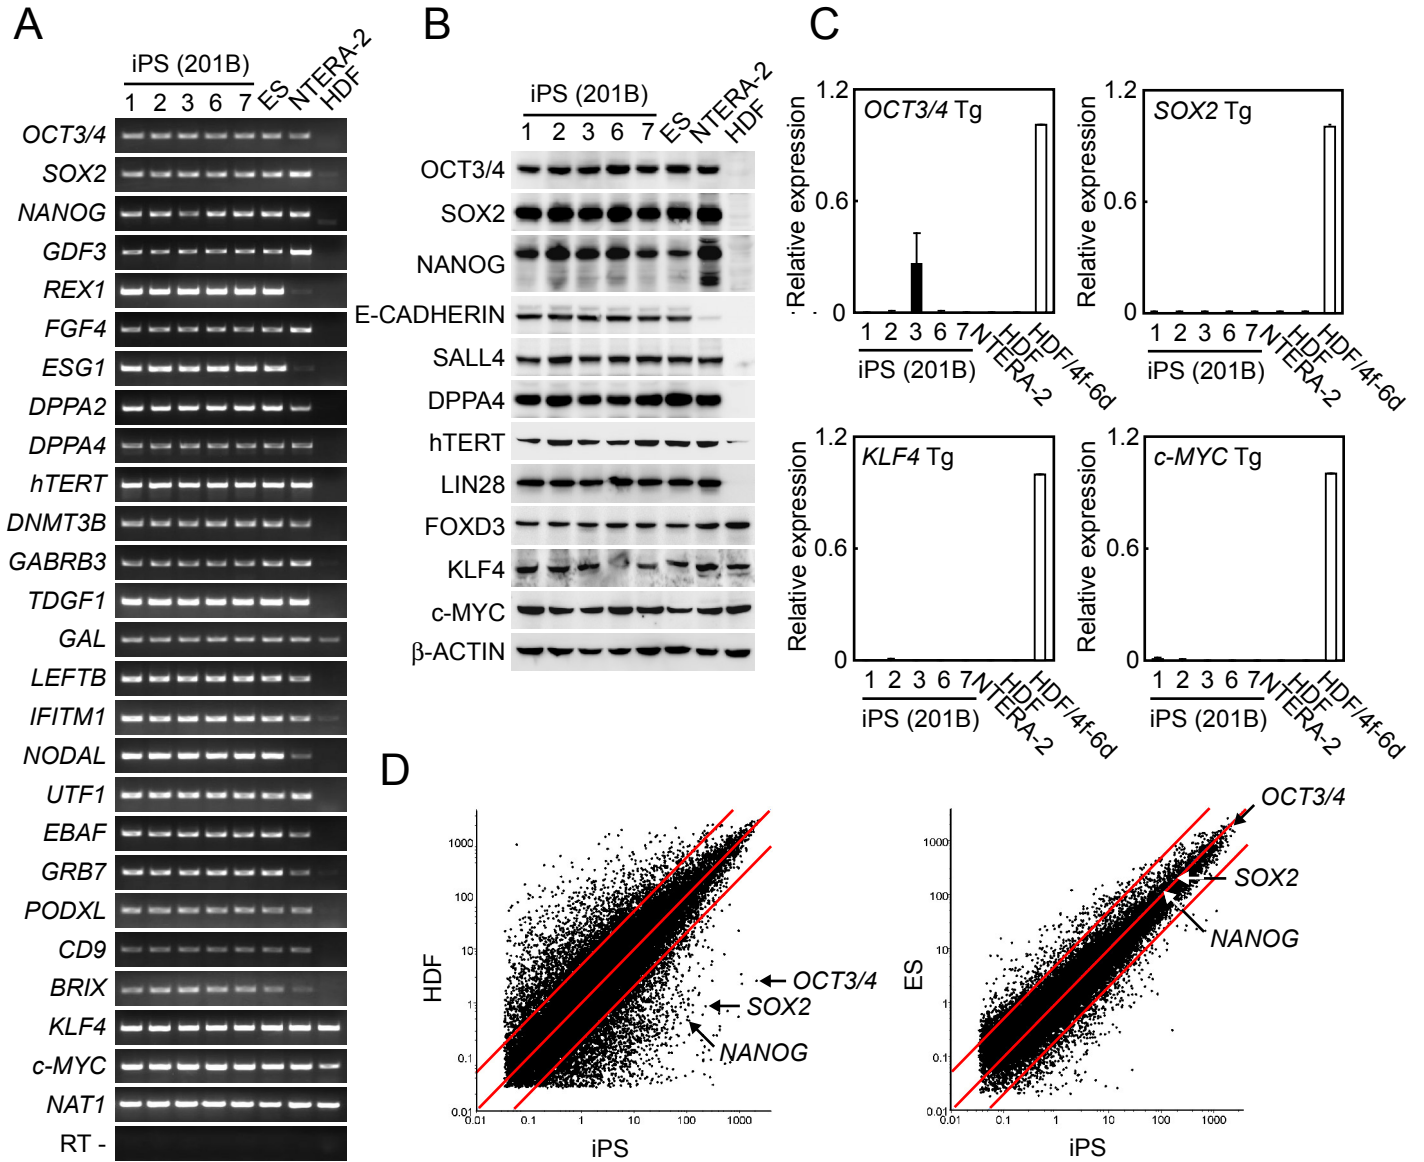 A
iPS (201B)
1 2 3 6 7 ES NTERA-2 HDF
OCT3/4
SOX2
NANOG
GDF3
REX1
FGF4
ESG1
DPPA2
DPPA4
hTERT
DNMT3B
GABRB3
TDGF1
GAL
LEFTB
IFITM1
NODAL
UTF1
EBAF
GRB7
PODXL
CD9
BRIX
KLF4
c-MYC
NAT1
RT -
B
iPS (201B)
1 2 3 6 7 ES NTERA-2 HDF
OCT3/4
SOX2
NANOG
E-CADHERIN
SALL4
DPPA4
hTERT
LIN28
FOXD3
KLF4
c-MYC
β-ACTIN
C
OCT3/4 Tg
Relative expression
1.2
0.6
0
1 2 3 6 7 NTERA-2 HDF HDF/4f-6d
iPS (201B)
SOX2 Tg
Relative expression
1.2
0.6
0
1 2 3 6 7 NTERA-2 HDF HDF/4f-6d
iPS (201B)
KLF4 Tg
Relative expression
1.2
0.6
0
1 2 3 6 7 NTERA-2 HDF HDF/4f-6d
iPS (201B)
c-MYC Tg
Relative expression
1.2
0.6
0
1 2 3 6 7 NTERA-2 HDF HDF/4f-6d
iPS (201B)
D
HDF
1000
100
10
1
0.1
0.01
0.01 0.1 1 10 100 1000
iPS
OCT3/4
SOX2
NANOG
ES
1000
100
10
1
0.1
0.01
0.01 0.1 1 10 100 1000
iPS
OCT3/4
SOX2
NANOG